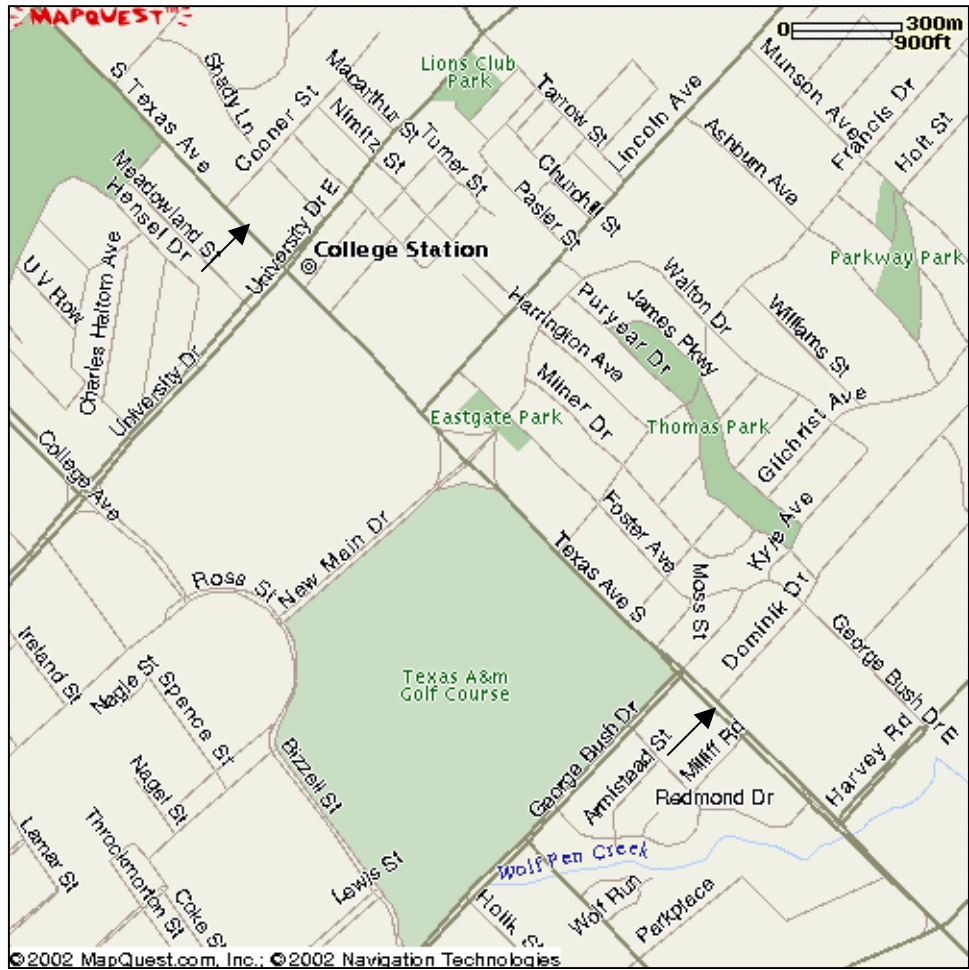 MAPQUEST™
0 300m
900ft
S Texas Ave
Shady Ln
Cooner St
Macarthur St
Nimitz St
Lions Club
Park
Turner St
Tarrow St
Lincoln Ave
Munson Ave
Francis Dr
Holt St
Ashburn Ave
Churchill St
Pasler St
Meadowland St
Hensel Dr
University Dr E
College Station
U V Row
Charles Haltom Ave
University Dr
Harrington Ave
Puryear Dr
James Pkwy
Walton Dr
Williams St
Parkway Park
Milner Dr
Eastgate Park
Thomas Park
Gilchrist Ave
College Ave
Foster Ave
Kyle Ave
New Main Dr
Texas Ave S
Moss St
Dominik Dr
Ross St
George Bush Dr E
Ireland St
Nagle St
Spence St
Texas A&m
Golf Course
George Bush Dr
Armistead St
Milliff Rd
Harvey Rd
Redmond Dr
Bizzell St
Nagel St
Wolf Pen Creek
Lamar St
Throckmorton St
Coke St
Lewis St
Holik St
Wolf Run
Parkplace
©2002 MapQuest.com, Inc.; ©2002 Navigation Technologies